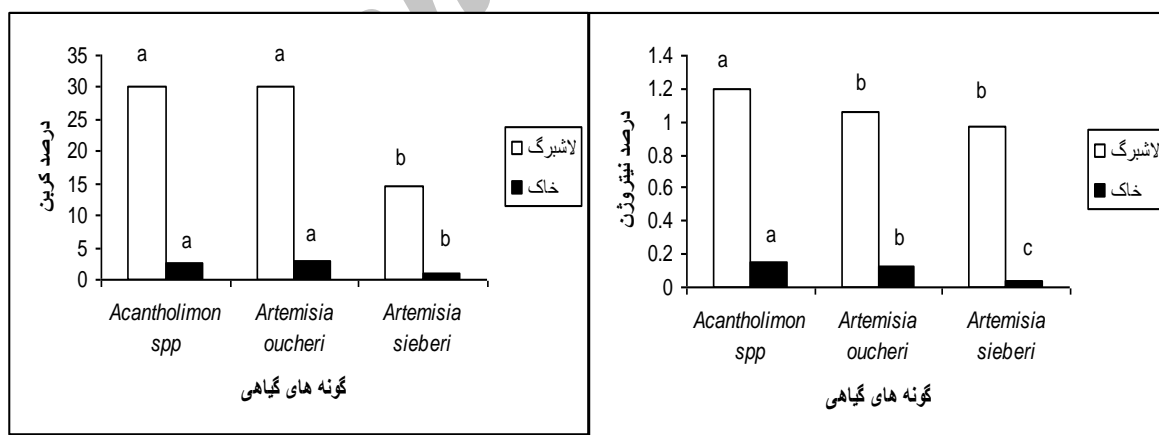 درصد کربن
35
30
25
20
15
10
5
0
a
a
a
a
b
b
Acantholimon
spp
Artemisia
oucheri
Artemisia
sieberi
گونه های گیاهی
لاشبرگ
خاک
درصد نیتروژن
1.4
1.2
1
0.8
0.6
0.4
0.2
0
a
a
b
b
b
c
Acantholimon
spp
Artemisia
oucheri
Artemisia
sieberi
گونه های گیاهی
لاشبرگ
خاک